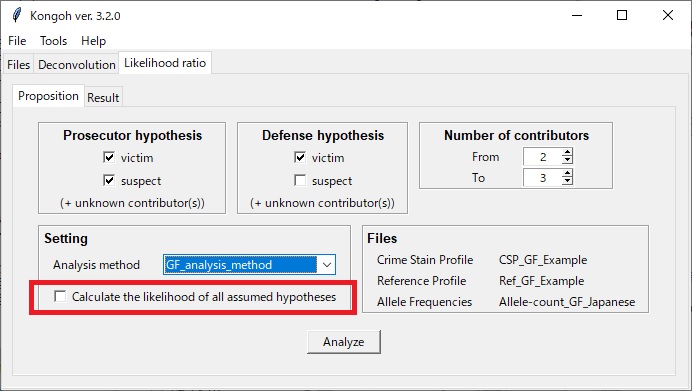 Kongoh ver. 3.2.0
File Tools Help
Files Deconvolution Likelihood ratio
Proposition Result
Prosecutor hypothesis
victim
suspect
(+ unknown contributor(s))
Defense hypothesis
victim
suspect
(+ unknown contributor(s))
Number of contributors
From 2
To 3
Setting
Analysis method GF_analysis_method
Calculate the likelihood of all assumed hypotheses
Files
Crime Stain Profile CSP_GF_Example
Reference Profile Ref_GF_Example
Allele Frequencies Allele-count_GF_Japanese
Analyze